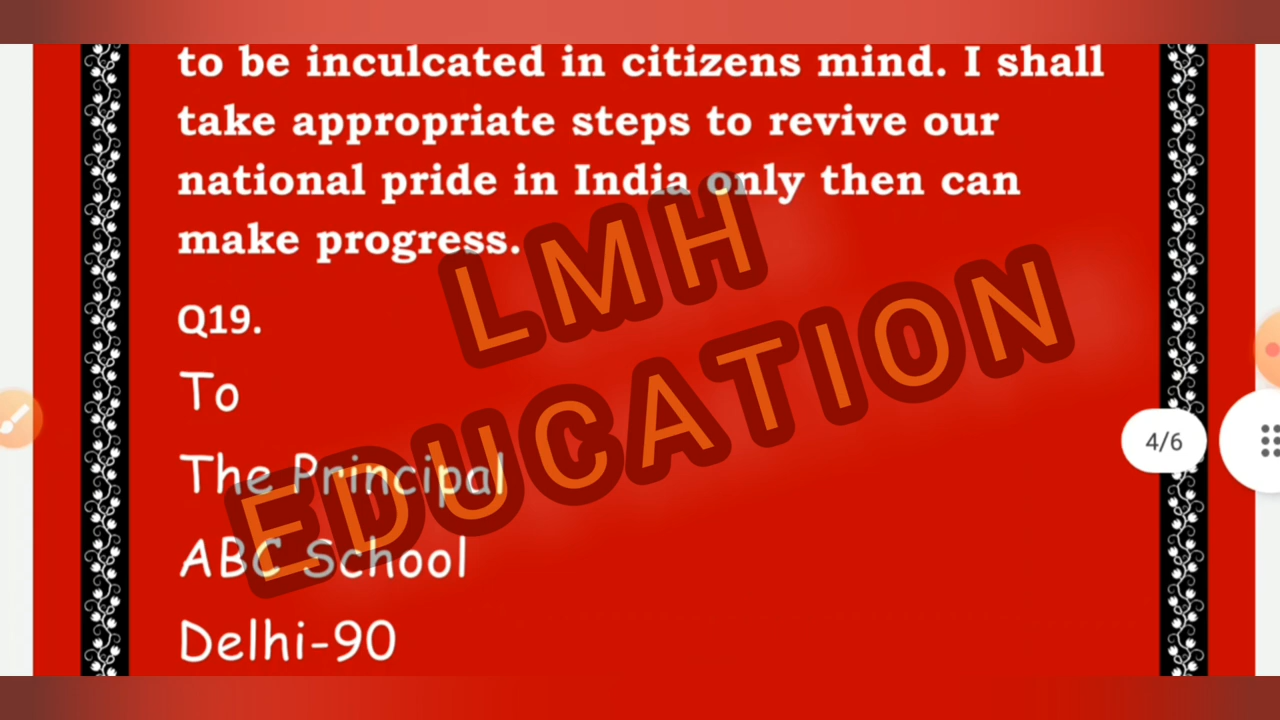 to be inculcated in citizens mind. I shall
take appropriate steps to revive our
national pride in India only then can
make progress.
Q19.
To
The Principal
ABC School
Delhi-90
LMH
EDUCATION
4/6